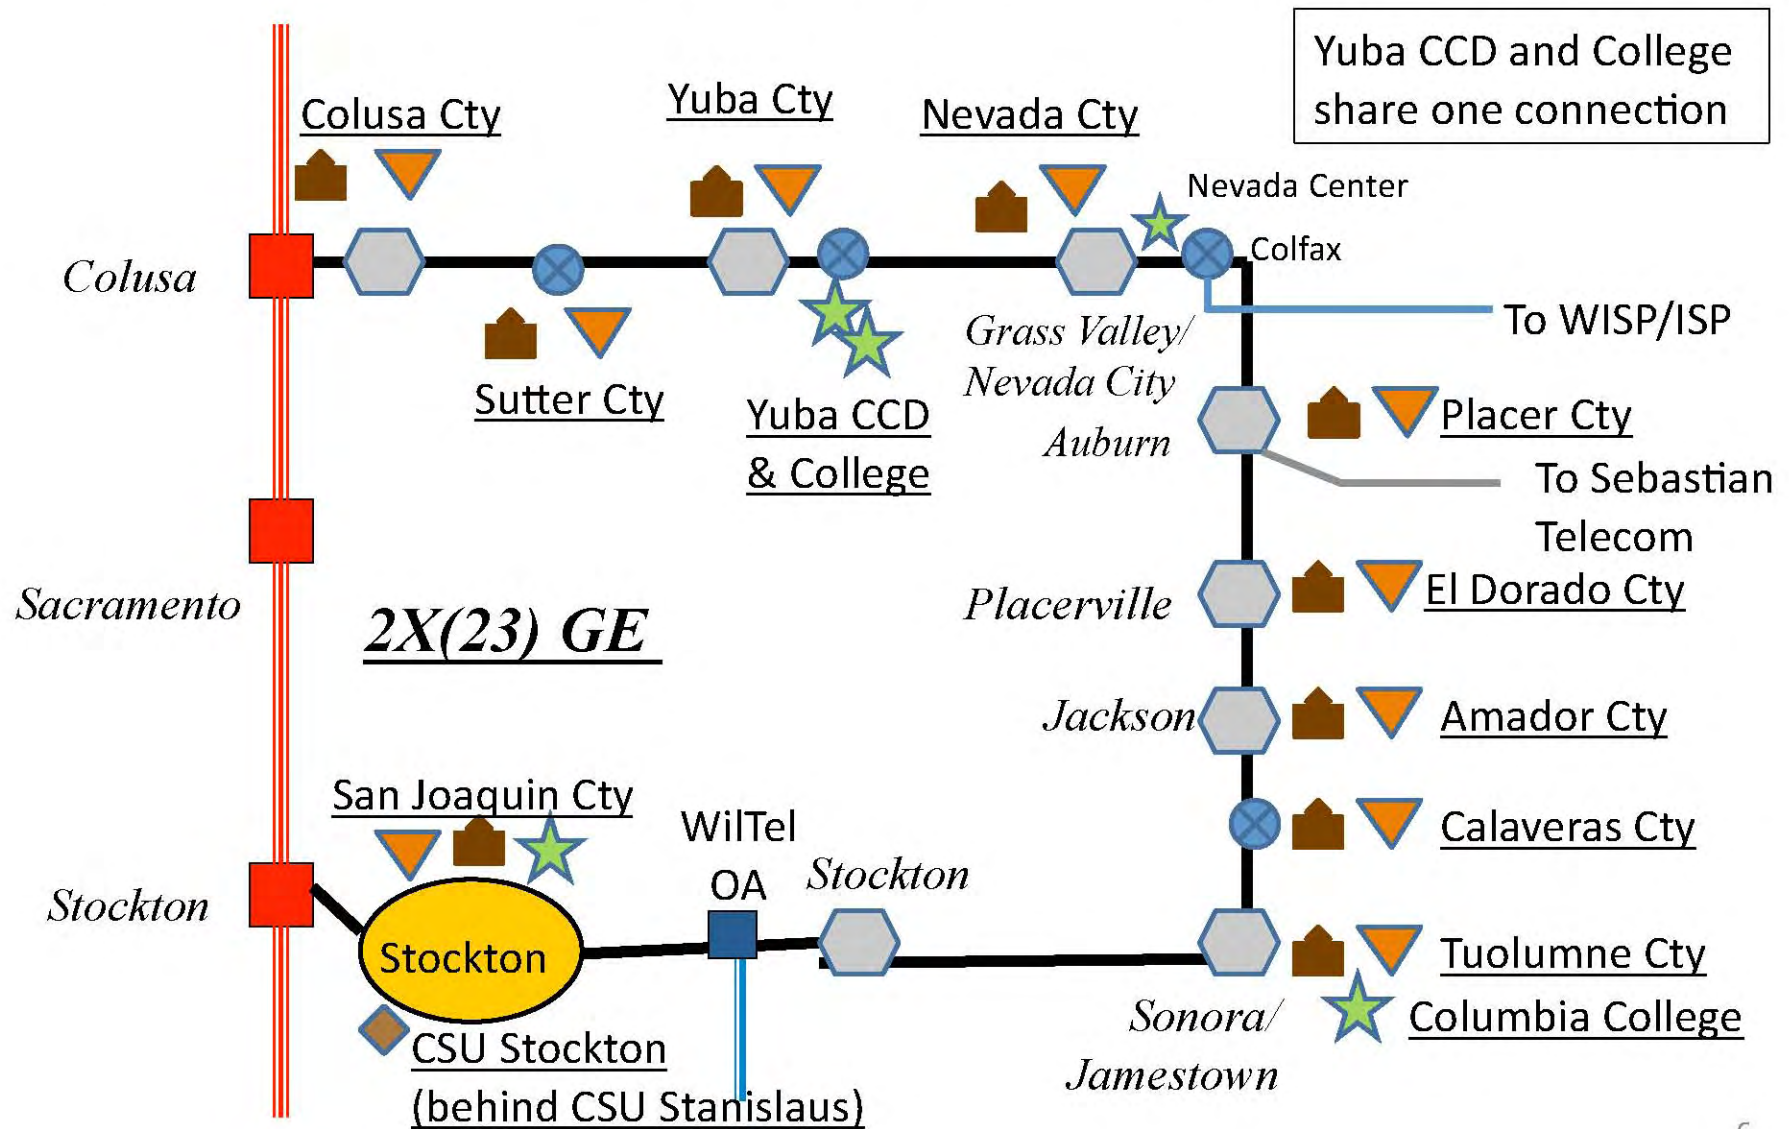 Yuba CCD and College
share one connection
Colusa Cty
Yuba Cty
Nevada Cty
Nevada Center
Colfax
Colusa
To WISP/ISP
Grass Valley/
Nevada City
Sutter Cty
Yuba CCD
& College
Auburn
Placer Cty
To Sebastian
Telecom
Sacramento
2X(23) GE
Placerville
El Dorado Cty
Jackson
Amador Cty
San Joaquin Cty
WilTel
OA
Stockton
Calaveras Cty
Stockton
Stockton
Tuolumne Cty
Sonora/
Jamestown
Columbia College
CSU Stockton
(behind CSU Stanislaus)